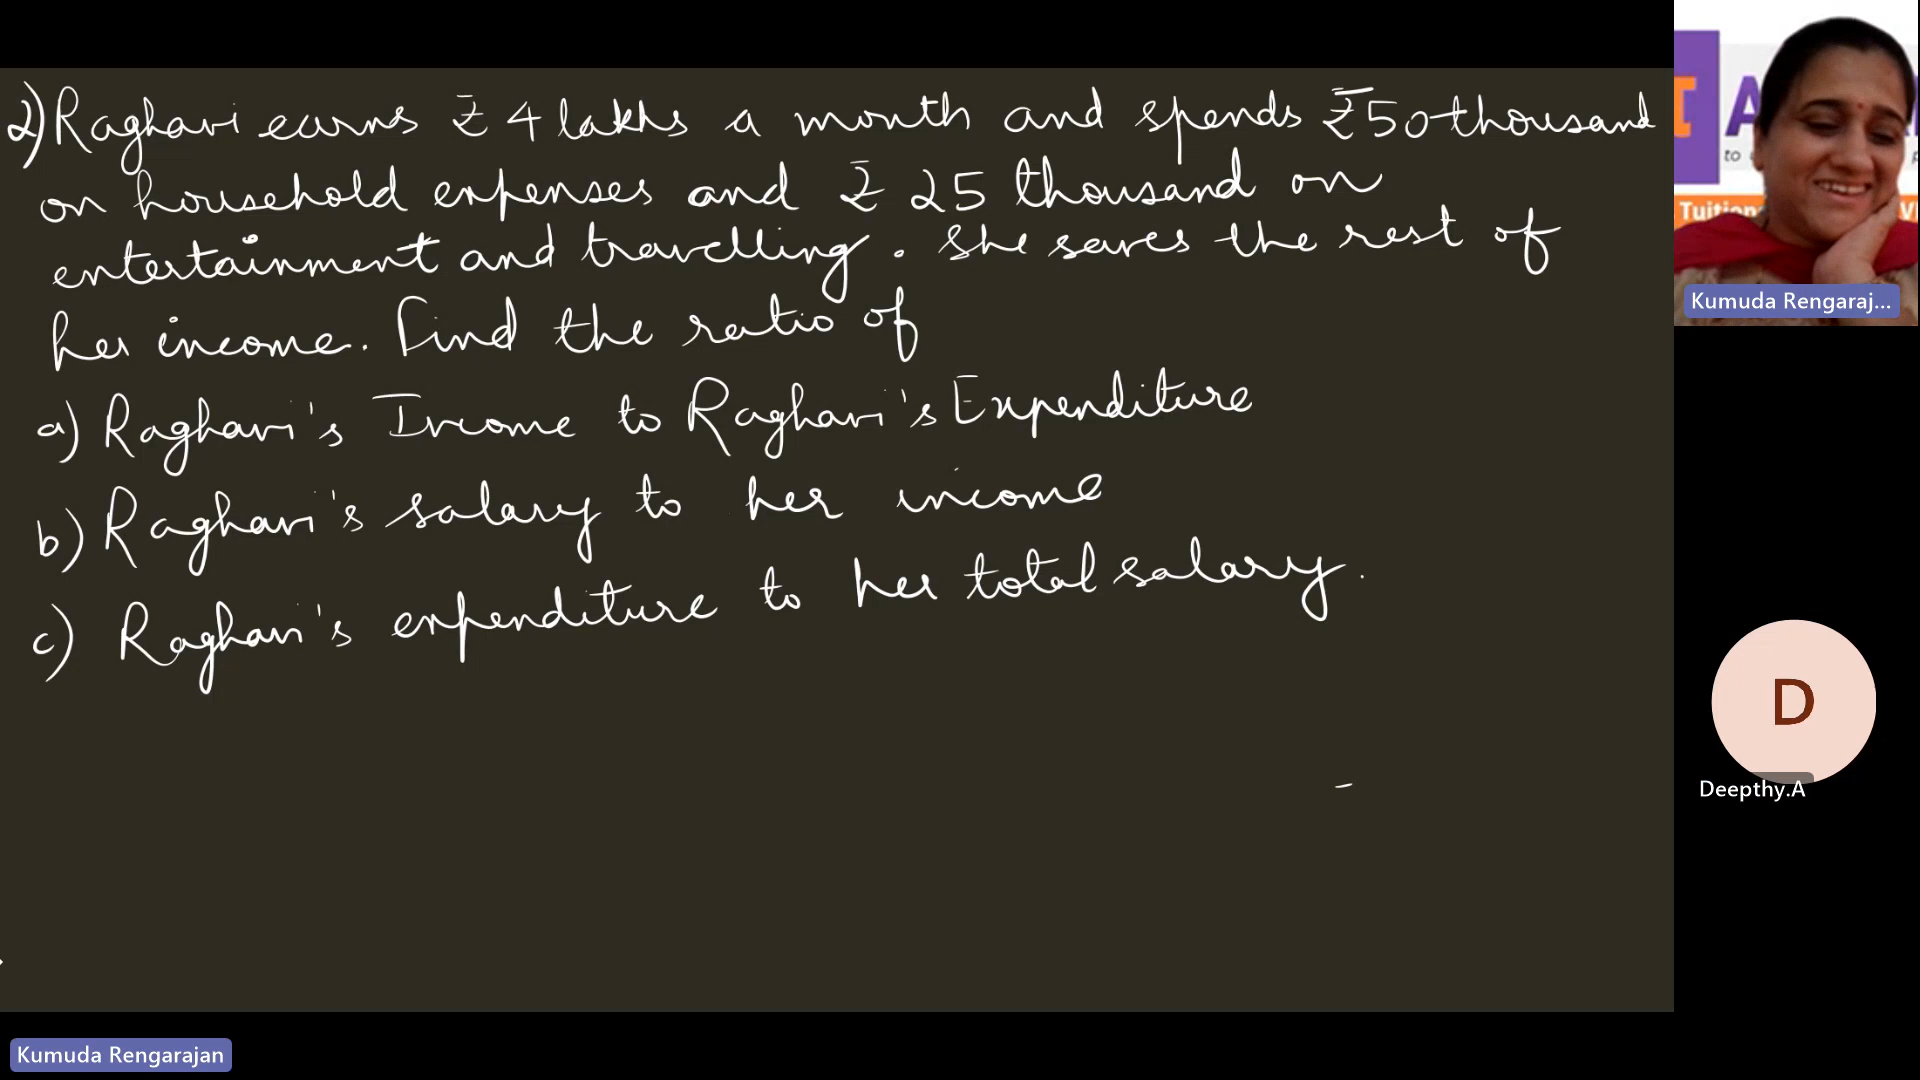 2) Raghavi earns ₹ 4 lakhs a month and spends ₹50 thousand
on household expenses and ₹ 25 thousand on
entertainment and travelling. She saves the rest of
her income. Find the ratio of
a) Raghavi's Income to Raghavi's Expenditure
b) Raghavi's salary to her income
c) Raghavi's expenditure to her total salary.
I A
to
Tuition
Kumuda Rengaraj...
D
Deepthy.A
Kumuda Rengarajan